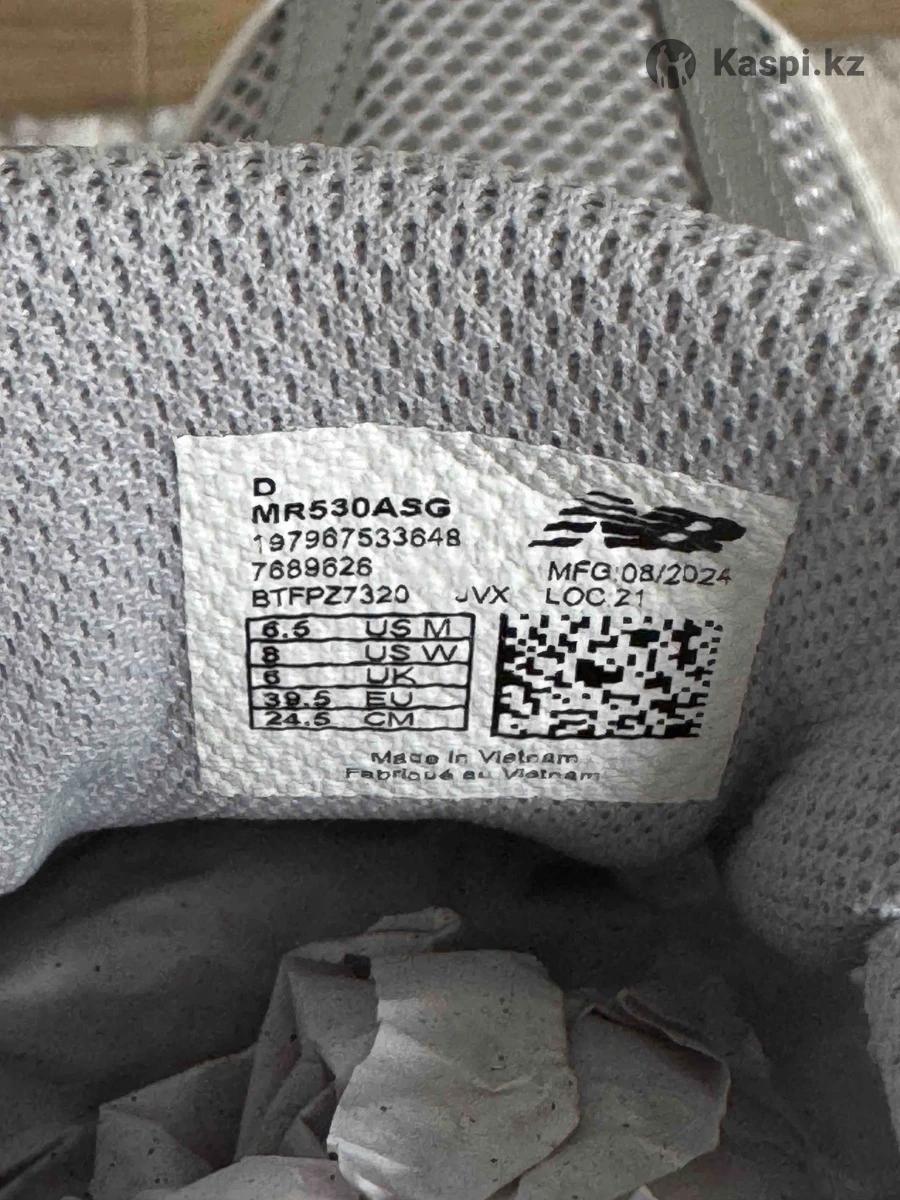 Kaspi.kz
D
MR530ASG
197967533648
7689626 MFG:08/2024
BTFPZ7320 JVX LOC:21
6.5 US M
8 US W
6 UK
39.5 EU
24.5 CM
Made in Vietnam
Fabriqué au Vietnam